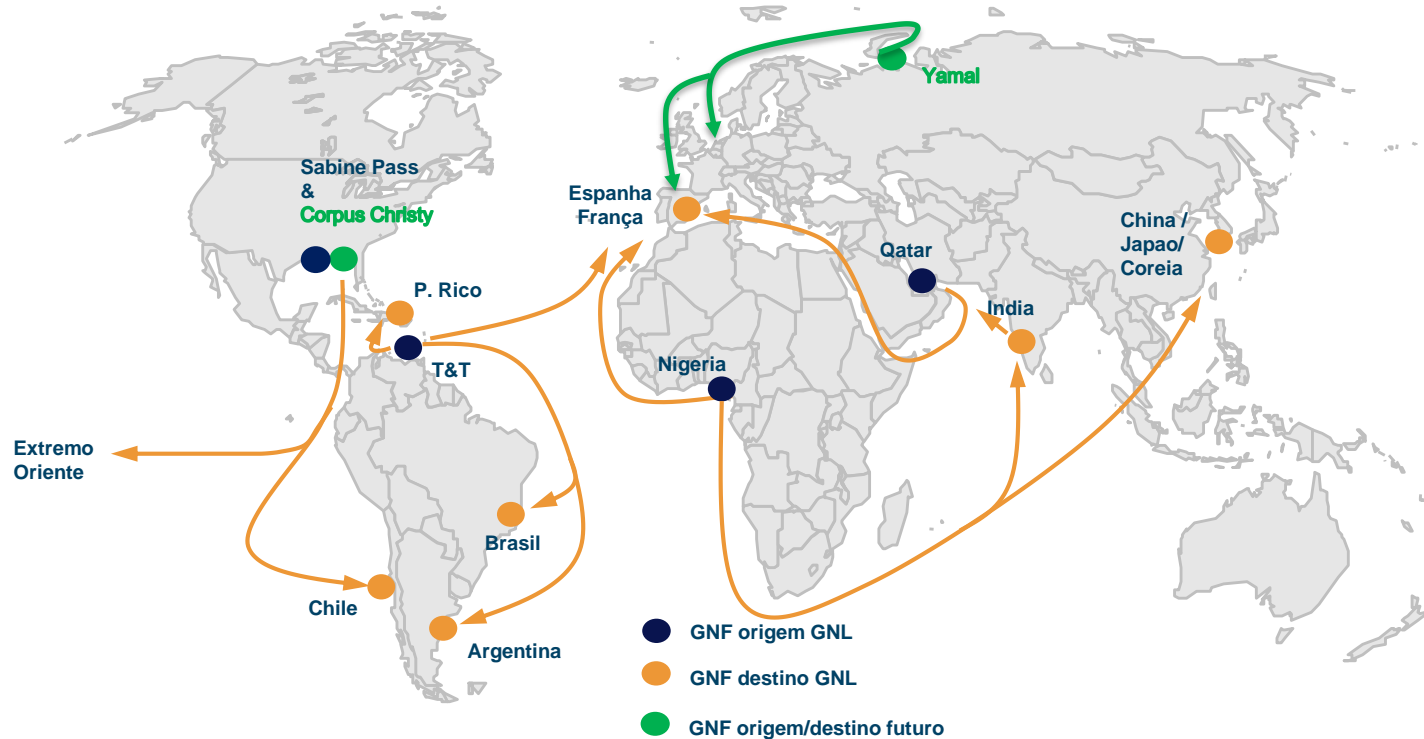 Yamal
Sabine Pass
&
Corpus Christy
Espanha
França
China /
Japao/
Coreia
Qatar
P. Rico
India
T&T
Nigeria
Extremo
Oriente
Brasil
Chile
Argentina
GNF origem GNL
GNF destino GNL
GNF origem/destino futuro